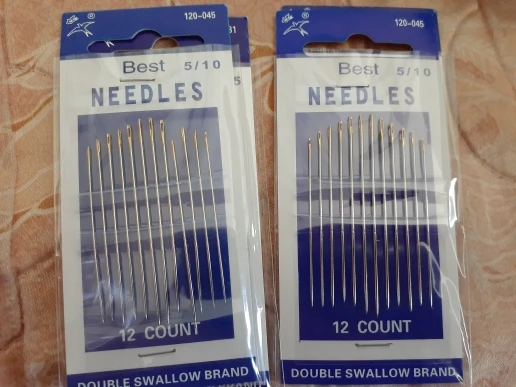 120-045
Best 5/10
NEEDLES
12 COUNT
DOUBLE SWALLOW BRAND
120-045
Best 5/10
NEEDLES
12 COUNT
DOUBLE SWALLOW BRAND